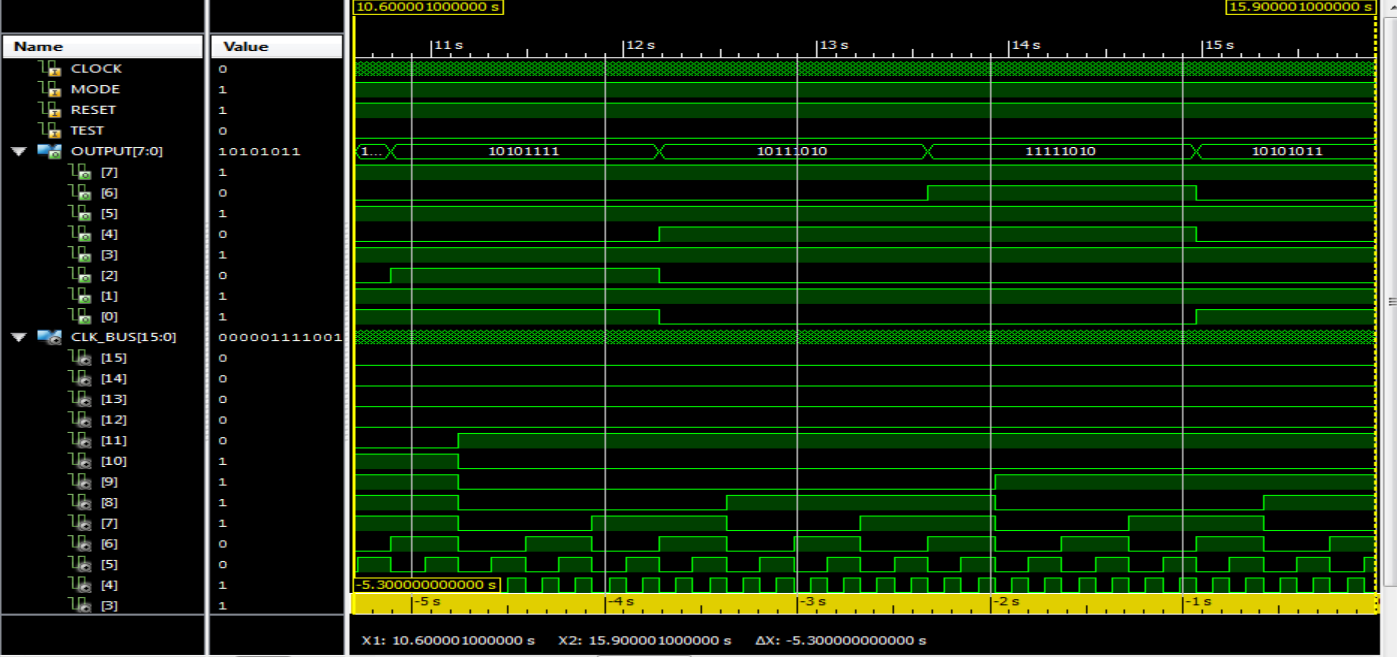 10.600001000000 s 15.900001000000 s
Name Value 11 s 12 s 13 s 14 s 15 s
CLOCK 0
MODE 1
RESET 1
TEST 0
OUTPUT[7:0] 10101011 1... 10101111 10111010 11111010 10101011
[7] 1
[6] 0
[5] 1
[4] 0
[3] 1
[2] 0
[1] 1
[0] 1
CLK_BUS[15:0] 000001111001
[15] 0
[14] 0
[13] 0
[12] 0
[11] 0
[10] 1
[9] 1
[8] 1
[7] 1
[6] 0
[5] 0
[4] 1 -5.300000000000 s
[3] 1 -5 s -4 s -3 s -2 s -1 s
X1: 10.600001000000 s X2: 15.900001000000 s ΔX: -5.300000000000 s